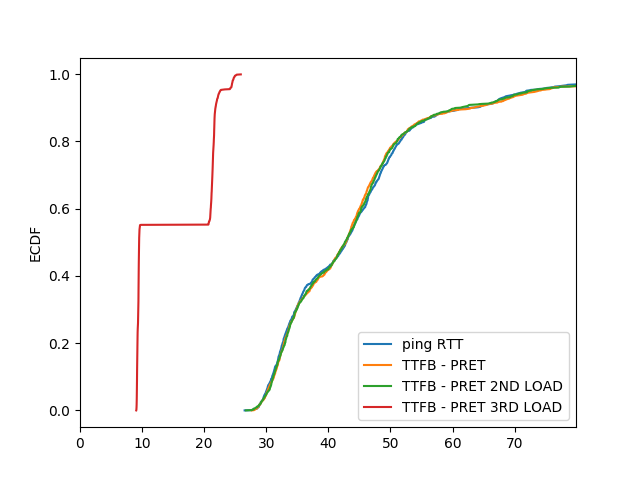 1.0
0.8
0.6
0.4
0.2
0.0
ECDF
0
10
20
30
40
50
60
70
ping RTT
TTFB - PRET
TTFB - PRET 2ND LOAD
TTFB - PRET 3RD LOAD